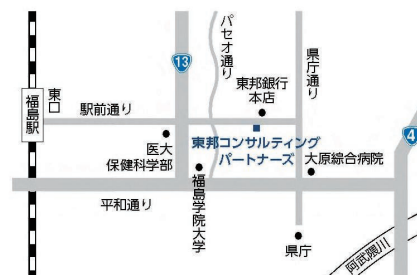 パセオ通り
県庁通り
13
東口
福島駅
駅前通り
東邦銀行
本店
4
医大
保健科学部
東邦コンサルティング
パートナーズ
大原綜合病院
福島学院大学
平和通り
県庁
阿武隈川